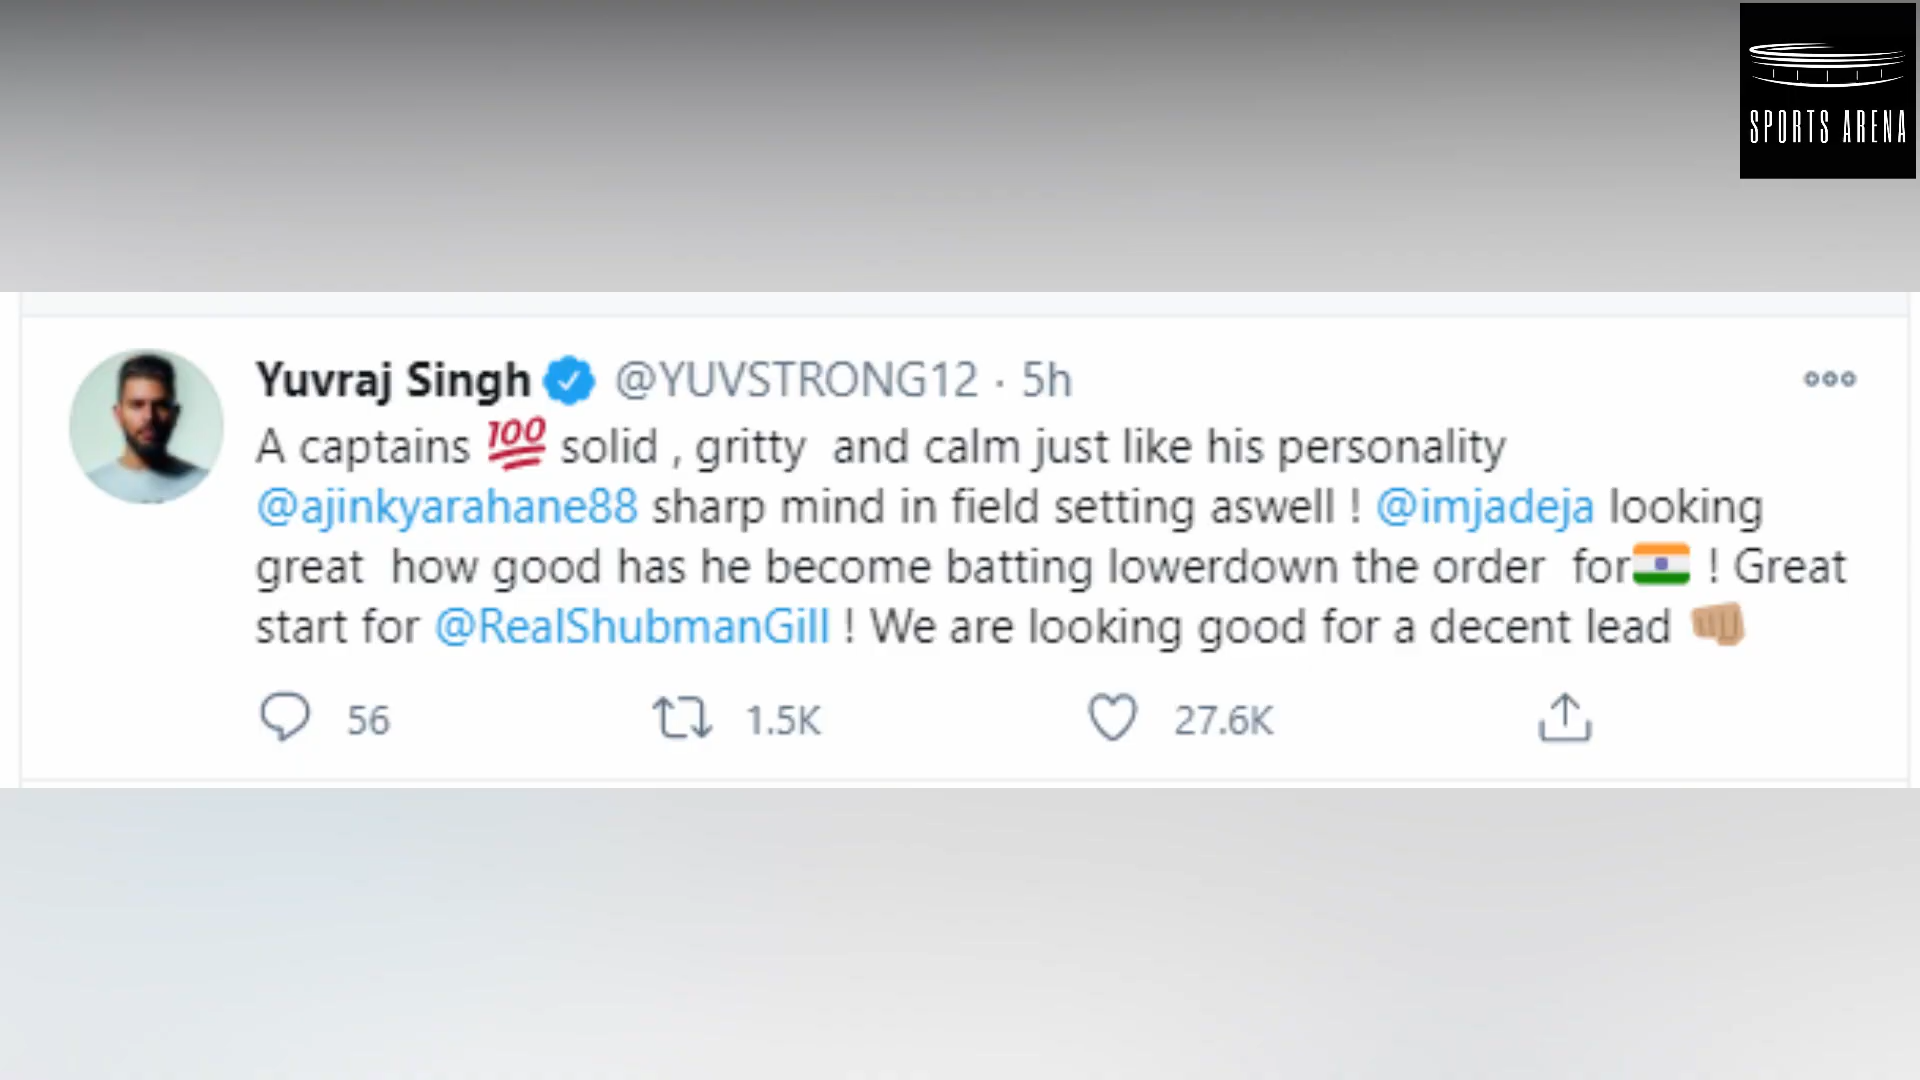 SPORTS ARENA
Yuvraj Singh @YUVSTRONG12 · 5h
A captains 💯 solid , gritty  and calm just like his personality
@ajinkyarahane88 sharp mind in field setting aswell ! @imjadeja looking
great  how good has he become batting lowerdown the order  for🇮🇳 ! Great
start for @RealShubmanGill ! We are looking good for a decent lead 👊🏽
56 1.5K 27.6K